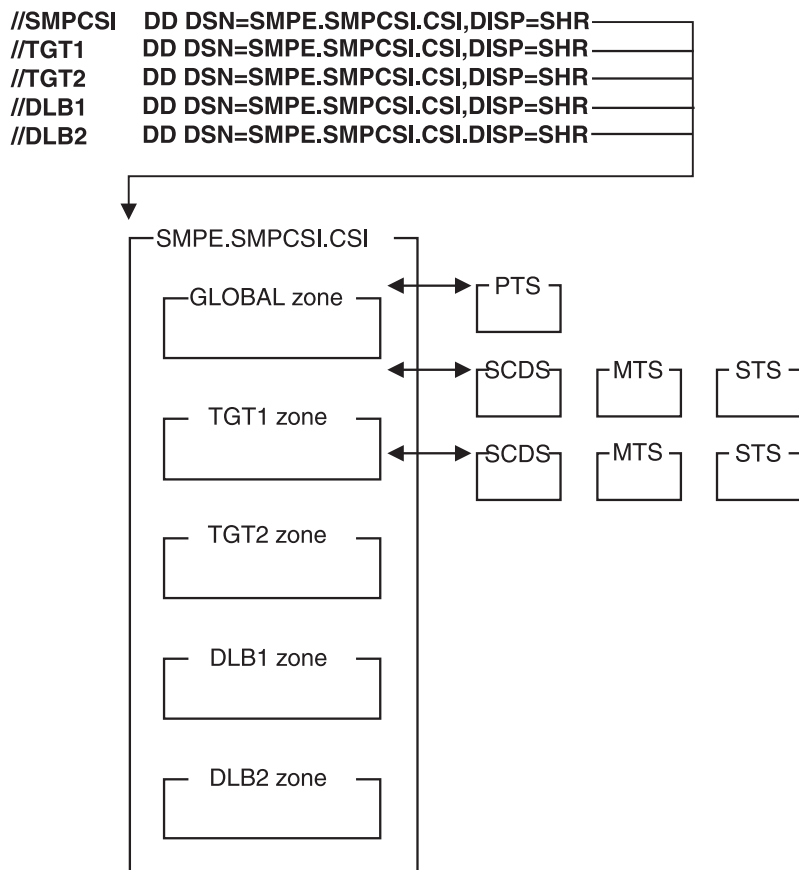 //SMPCSI DD DSN=SMPE.SMPCSI.CSI,DISP=SHR
//TGT1 DD DSN=SMPE.SMPCSI.CSI,DISP=SHR
//TGT2 DD DSN=SMPE.SMPCSI.CSI,DISP=SHR
//DLB1 DD DSN=SMPE.SMPCSI.CSI,DISP=SHR
//DLB2 DD DSN=SMPE.SMPCSI.CSI.DISP=SHR
SMPE.SMPCSI.CSI
GLOBAL zone
PTS
SCDS MTS STS
TGT1 zone
SCDS MTS STS
TGT2 zone
DLB1 zone
DLB2 zone